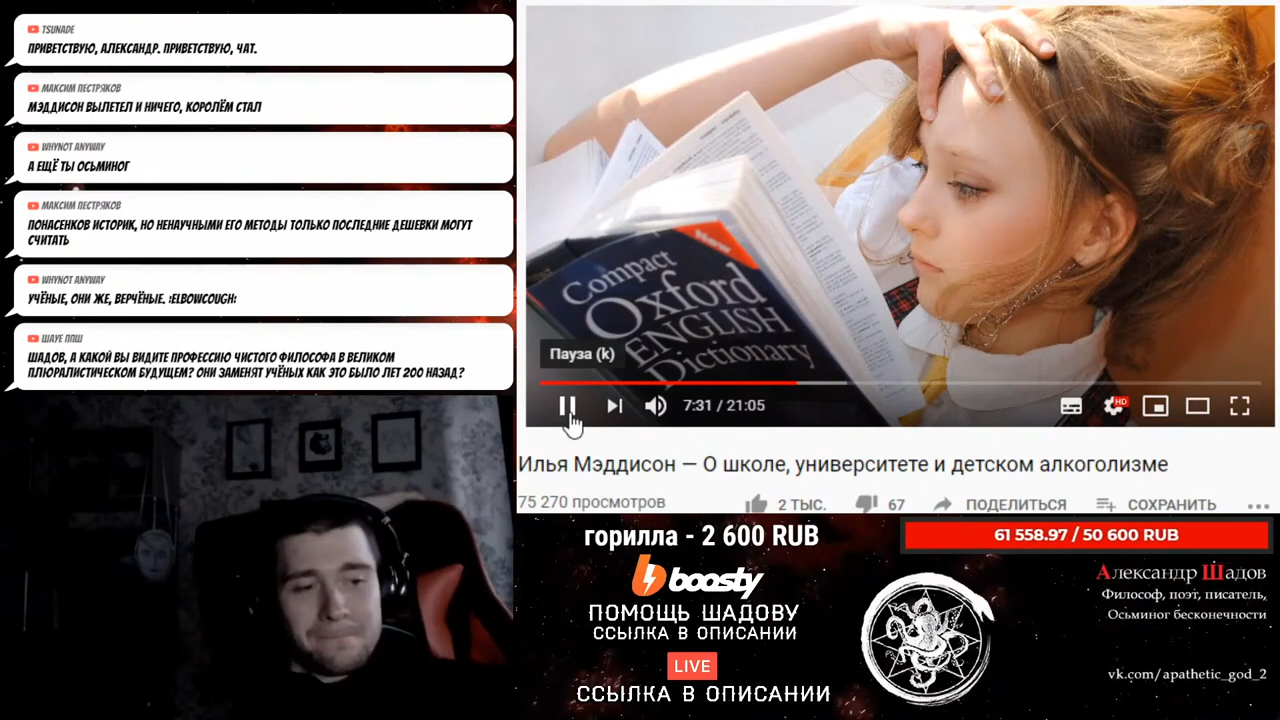 TSUNADE
ПРИВЕТСТВУЮ, АЛЕКСАНДР. ПРИВЕТСТВУЮ, ЧАТ.
МАКСИМ ПЕСТРЯКОВ
МЭДДИСОН ВЫЛЕТЕЛ И НИЧЕГО, КОРОЛЁМ СТАЛ
WHYNOT ANYWAY
А ЕЩЁ ТЫ ОСЬМИНОГ
МАКСИМ ПЕСТРЯКОВ
ПОНАСЕНКОВ ИСТОРИК, НО НЕНАУЧНЫМИ ЕГО МЕТОДЫ ТОЛЬКО ПОСЛЕДНИЕ ДЕШЕВКИ МОГУТ
СЧИТАТЬ
WHYNOT ANYWAY
УЧЁНЫЕ, ОНИ ЖЕ, ВЕРЧЁНЫЕ. :ELBOWCOUGH:
ШАУЕ ППШ
ШАДОВ, А КАКОЙ ВЫ ВИДИТЕ ПРОФЕССИЮ ЧИСТОГО ФИЛОСОФА В ВЕЛИКОМ
ПЛЮРАЛИСТИЧЕСКОМ БУДУЩЕМ? ОНИ ЗАМЕНЯТ УЧЁНЫХ КАК ЭТО БЫЛО ЛЕТ 200 НАЗАД?
New
Compact
Oxford
ENGLISH
Dictionary
Пауза (k)
7:31 / 21:05
HD
Илья Мэддисон — О школе, университете и детском алкоголизме
75 270 просмотров
2 ТЫС.
67
ПОДЕЛИТЬСЯ
СОХРАНИТЬ
горилла - 2 600 RUB
boosty
ПОМОЩЬ ШАДОВУ
ССЫЛКА В ОПИСАНИИ
LIVE
ССЫЛКА В ОПИСАНИИ
61 558.97 / 50 600 RUB
Александр Шадов
Философ, поэт, писатель,
Осьминог бесконечности
vk.com/apathetic_god_2